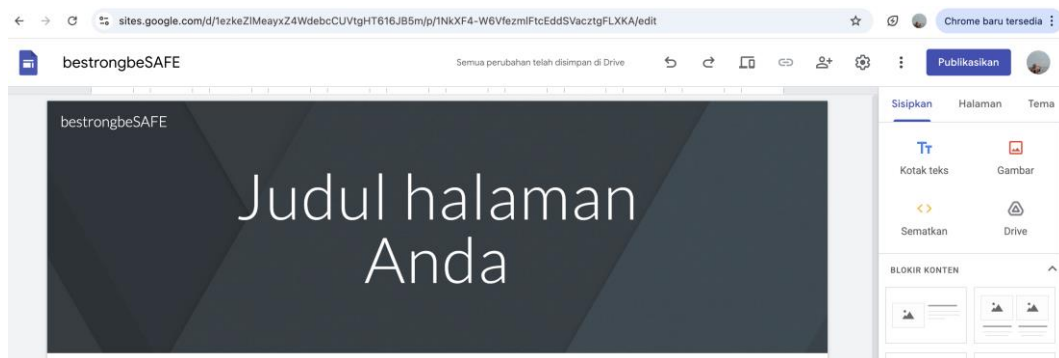 sites.google.com/d/1ezkeZlMeayxZ4WdebcCUVtgHT616JB5m/p/1NkXF4-W6VfezmlFtcEddSVacztgFLXKA/edit
Chrome baru tersedia
bestrongbeSAFE
Semua perubahan telah disimpan di Drive
Publikasikan
bestrongbeSAFE
Judul halaman
Anda
Sisipkan Halaman Tema
Kotak teks Gambar
Sematkan Drive
BLOKIR KONTEN